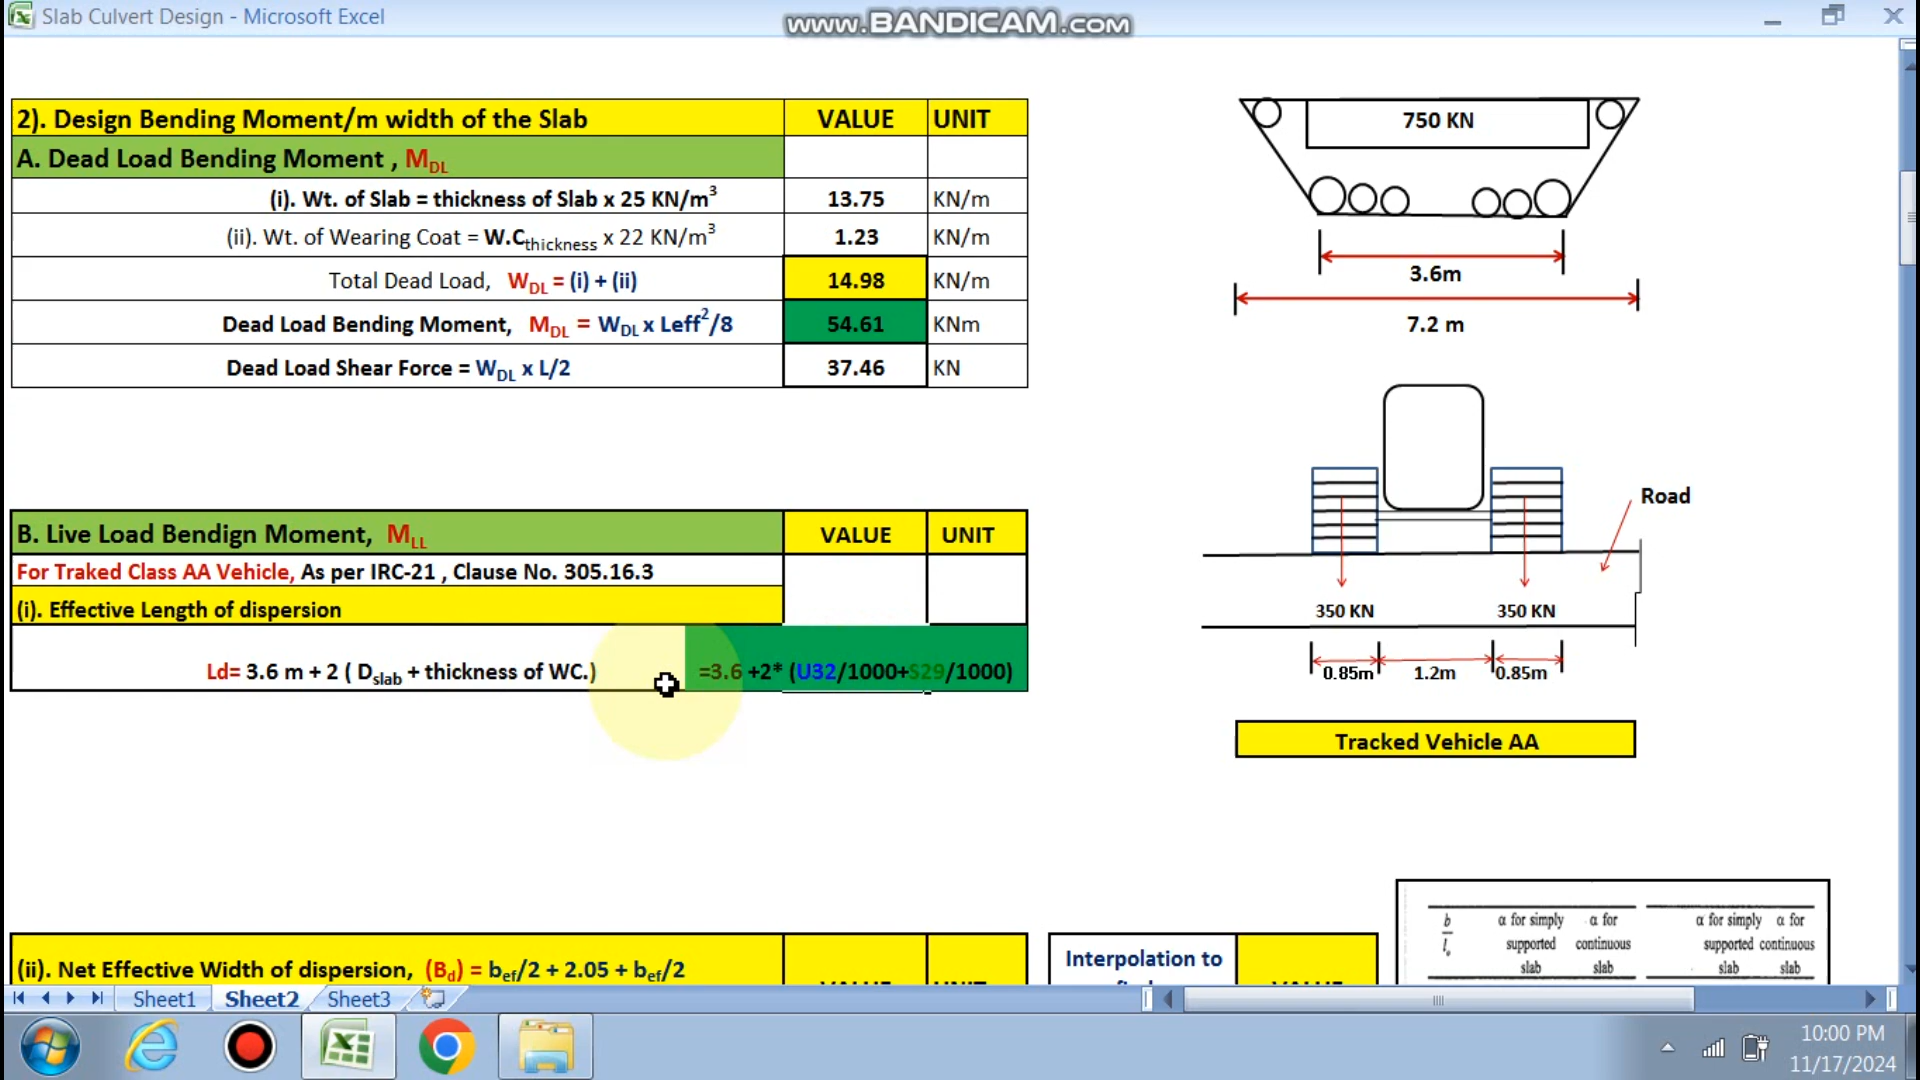 Slab Culvert Design - Microsoft Excel
www.BANDICAM.com
2). Design Bending Moment/m width of the Slab VALUE UNIT
A. Dead Load Bending Moment , MDL
(i). Wt. of Slab = thickness of Slab x 25 KN/m³ 13.75 KN/m
(ii). Wt. of Wearing Coat = W.Cthickness x 22 KN/m³ 1.23 KN/m
Total Dead Load, WDL = (i) + (ii) 14.98 KN/m
Dead Load Bending Moment, MDL = WDL x Leff²/8 54.61 KNm
Dead Load Shear Force = WDL x L/2 37.46 KN
750 KN
3.6m
7.2 m
Road
350 KN 350 KN
0.85m 1.2m 0.85m
Tracked Vehicle AA
B. Live Load Bendign Moment, MLL VALUE UNIT
For Traked Class AA Vehicle, As per IRC-21 , Clause No. 305.16.3
(i). Effective Length of dispersion
Ld= 3.6 m + 2 ( Dslab + thickness of WC.) =3.6 +2* (U32/1000+S29/1000)
(ii). Net Effective Width of dispersion, (Bd) = bef/2 + 2.05 + bef/2
Interpolation to
b/lo α for simply supported slab α for continuous slab α for simply supported slab α for continuous slab
Sheet1 Sheet2 Sheet3
10:00 PM
11/17/2024